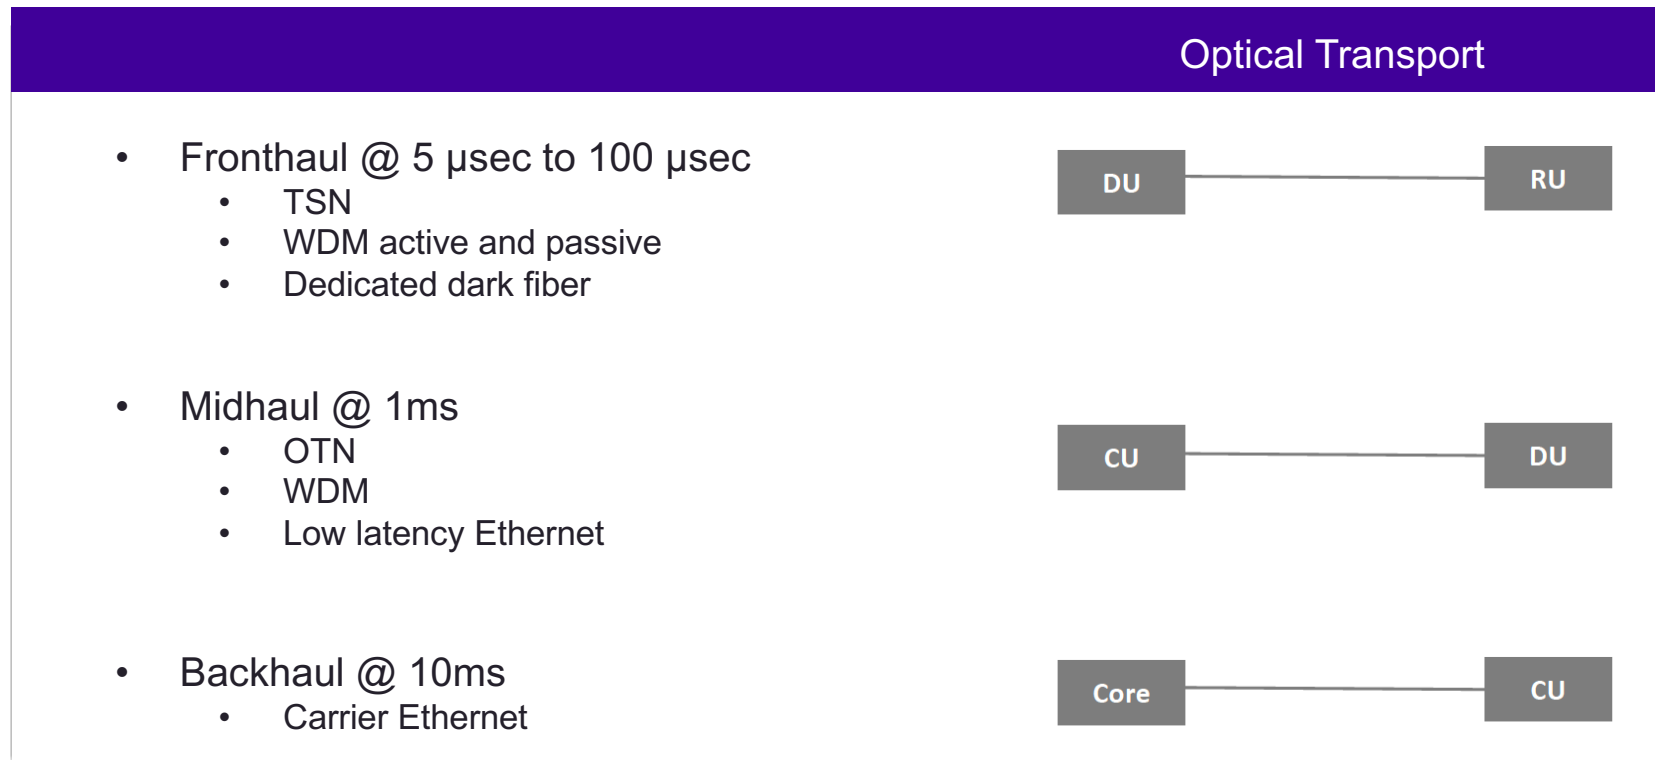 Optical Transport
• Fronthaul @ 5 µsec to 100 µsec
• TSN
• WDM active and passive
• Dedicated dark fiber
DU
RU
• Midhaul @ 1ms
• OTN
• WDM
• Low latency Ethernet
CU
DU
• Backhaul @ 10ms
• Carrier Ethernet
Core
CU